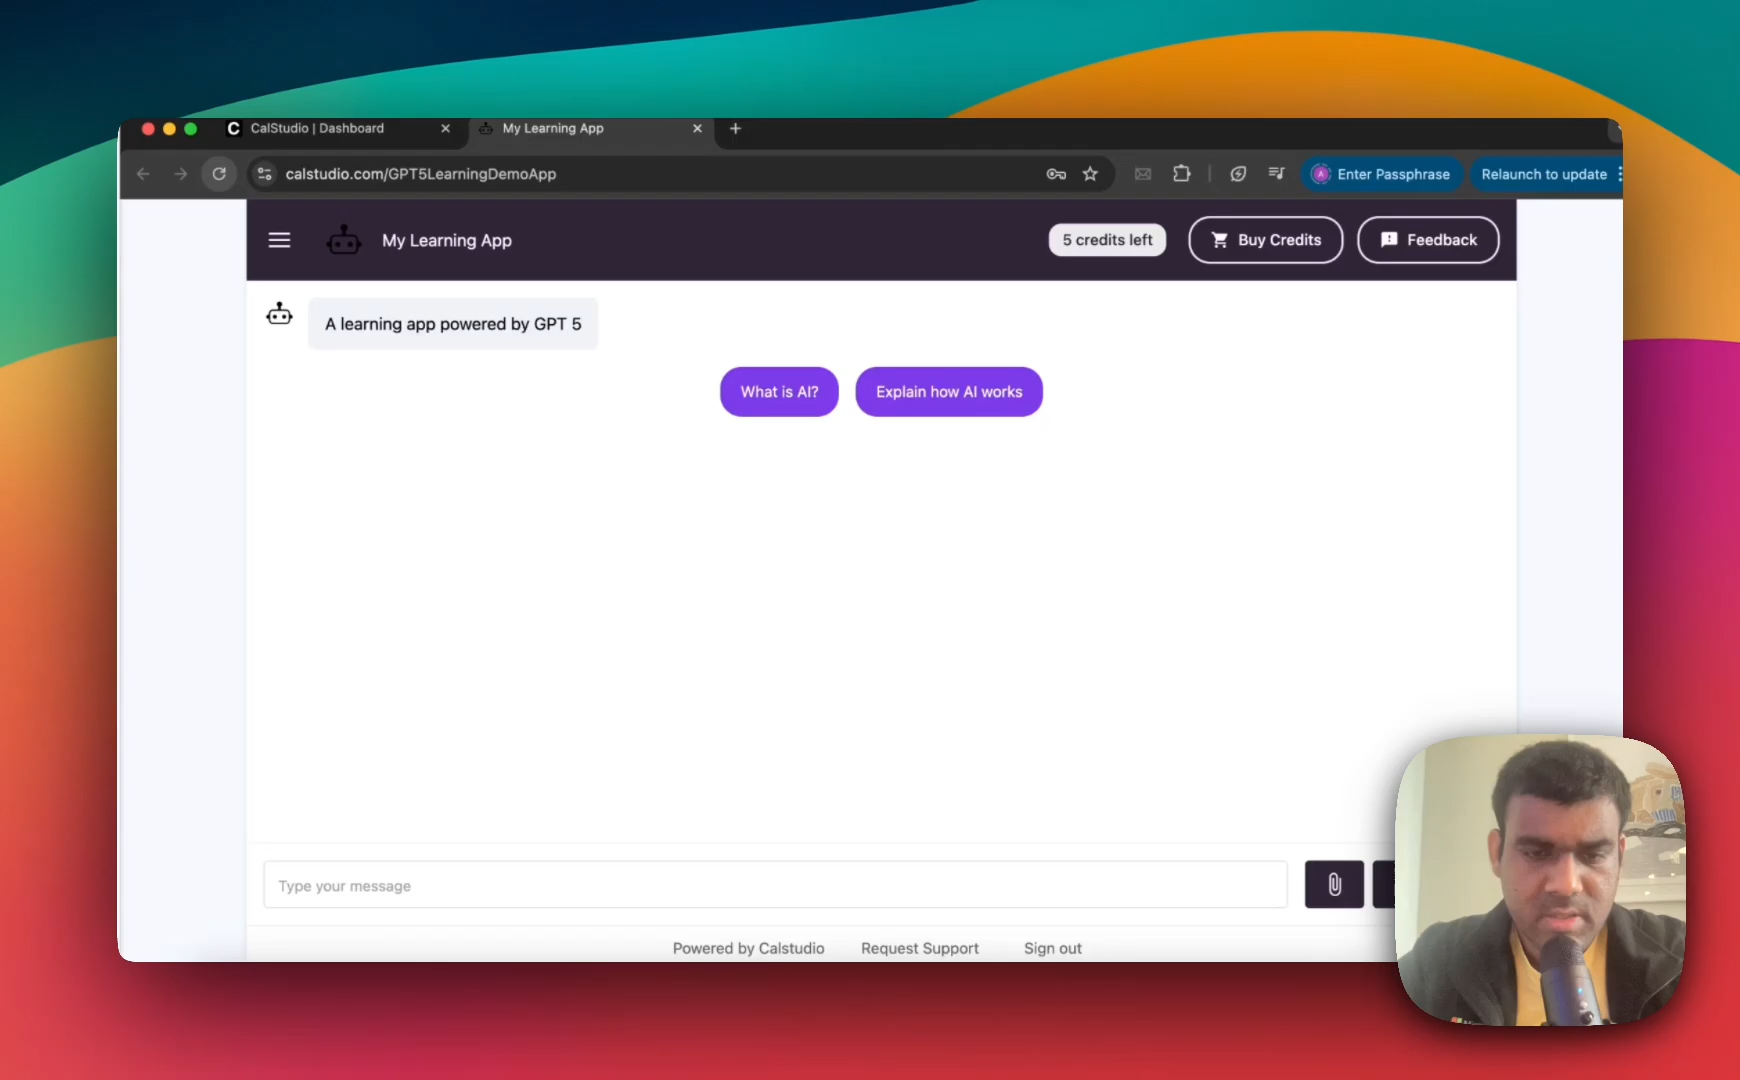 CalStudio | Dashboard
My Learning App
calstudio.com/GPT5LearningDemoApp
Enter Passphrase
Relaunch to update
My Learning App
5 credits left
Buy Credits
Feedback
A learning app powered by GPT 5
What is AI?
Explain how AI works
Type your message
Powered by Calstudio
Request Support
Sign out